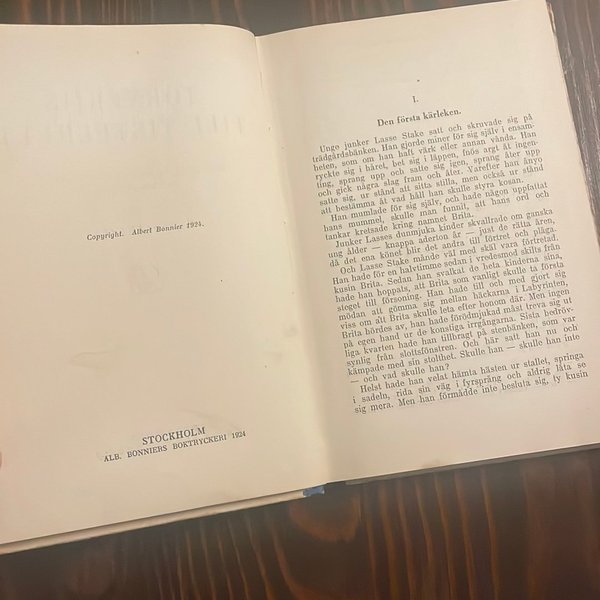 Copyright. Albert Bonnier 1924.
STOCKHOLM
ALB. BONNIERS BOKTRYCKERI 1924
I.
Den första kärleken.
Unge junker Lasse Stake satt och skruvade sig på
trädgårdsbänken. Han gjorde miner för sig själv i ensam-
heten, som om han haft värk eller annan vånda. Han
ryckte sig i håret, bet sig i läppen, fnös argt åt ingen-
ting, sprang upp och satte sig igen, sprang åter upp
och gick några slag fram och åter. Varefter han ånyo
satte sig, ur stånd att sitta stilla, men också ur stånd
att bestämma åt vad håll han skulle styra kosan.
Han mumlade för sig själv, och hade någon uppfattat
hans mummel, skulle man funnit, att hans ord och
tankar kretsade kring namnet Brita.
Junker Lasses dunmjuka kinder skvallrade om ganska
ung ålder — knappa aderton år — just de rätta åren,
då det ena könet blir det andra till förtret och plåga.
Och Lasse Stake månde väl med skäl vara förtretad.
Han hade för en halvtimme sedan i vredesmod skilts från
kusin Brita. Sedan han svalkat de heta kinderna sina,
hade han hoppats, att Brita som vanligt skulle ta första
steget till försoning. Han hade till och med gjort sig
mödan att gömma sig mellan häckarna i Labyrinten,
viss om att Brita skulle leta efter honom där. Men ingen
Brita hördes av, han hade förödmjukad måst treva sig ut
på egen hand ur de konstiga irrgångarna. Sista bedröv-
liga kvarten hade han tillbragt på stenbänken, som var
synlig från slottsfönstren. Och här satt han nu och
kämpade med sin stolthet. Skulle han — skulle han inte
— och vad skulle han?
Helst hade han velat hämta hästen ur stallet, springa
i sadeln, rida sin väg i fyrsprång och aldrig låta se
sig mera. Men han förmådde inte besluta sig, ty kusin